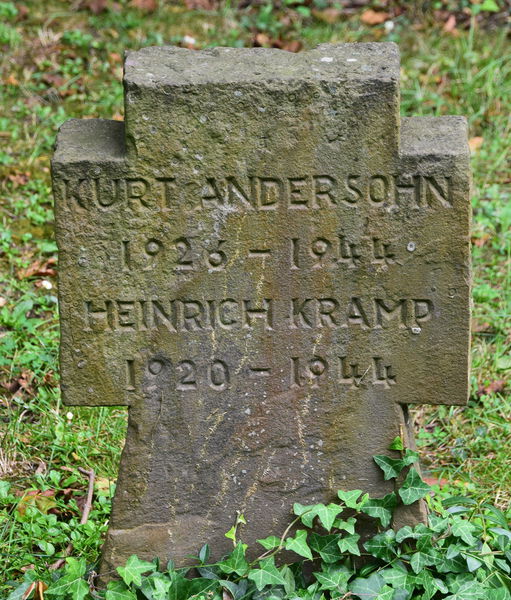 KURT ANDERSOHN
1926 – 1944
HEINRICH KRAMP
1920 – 1944